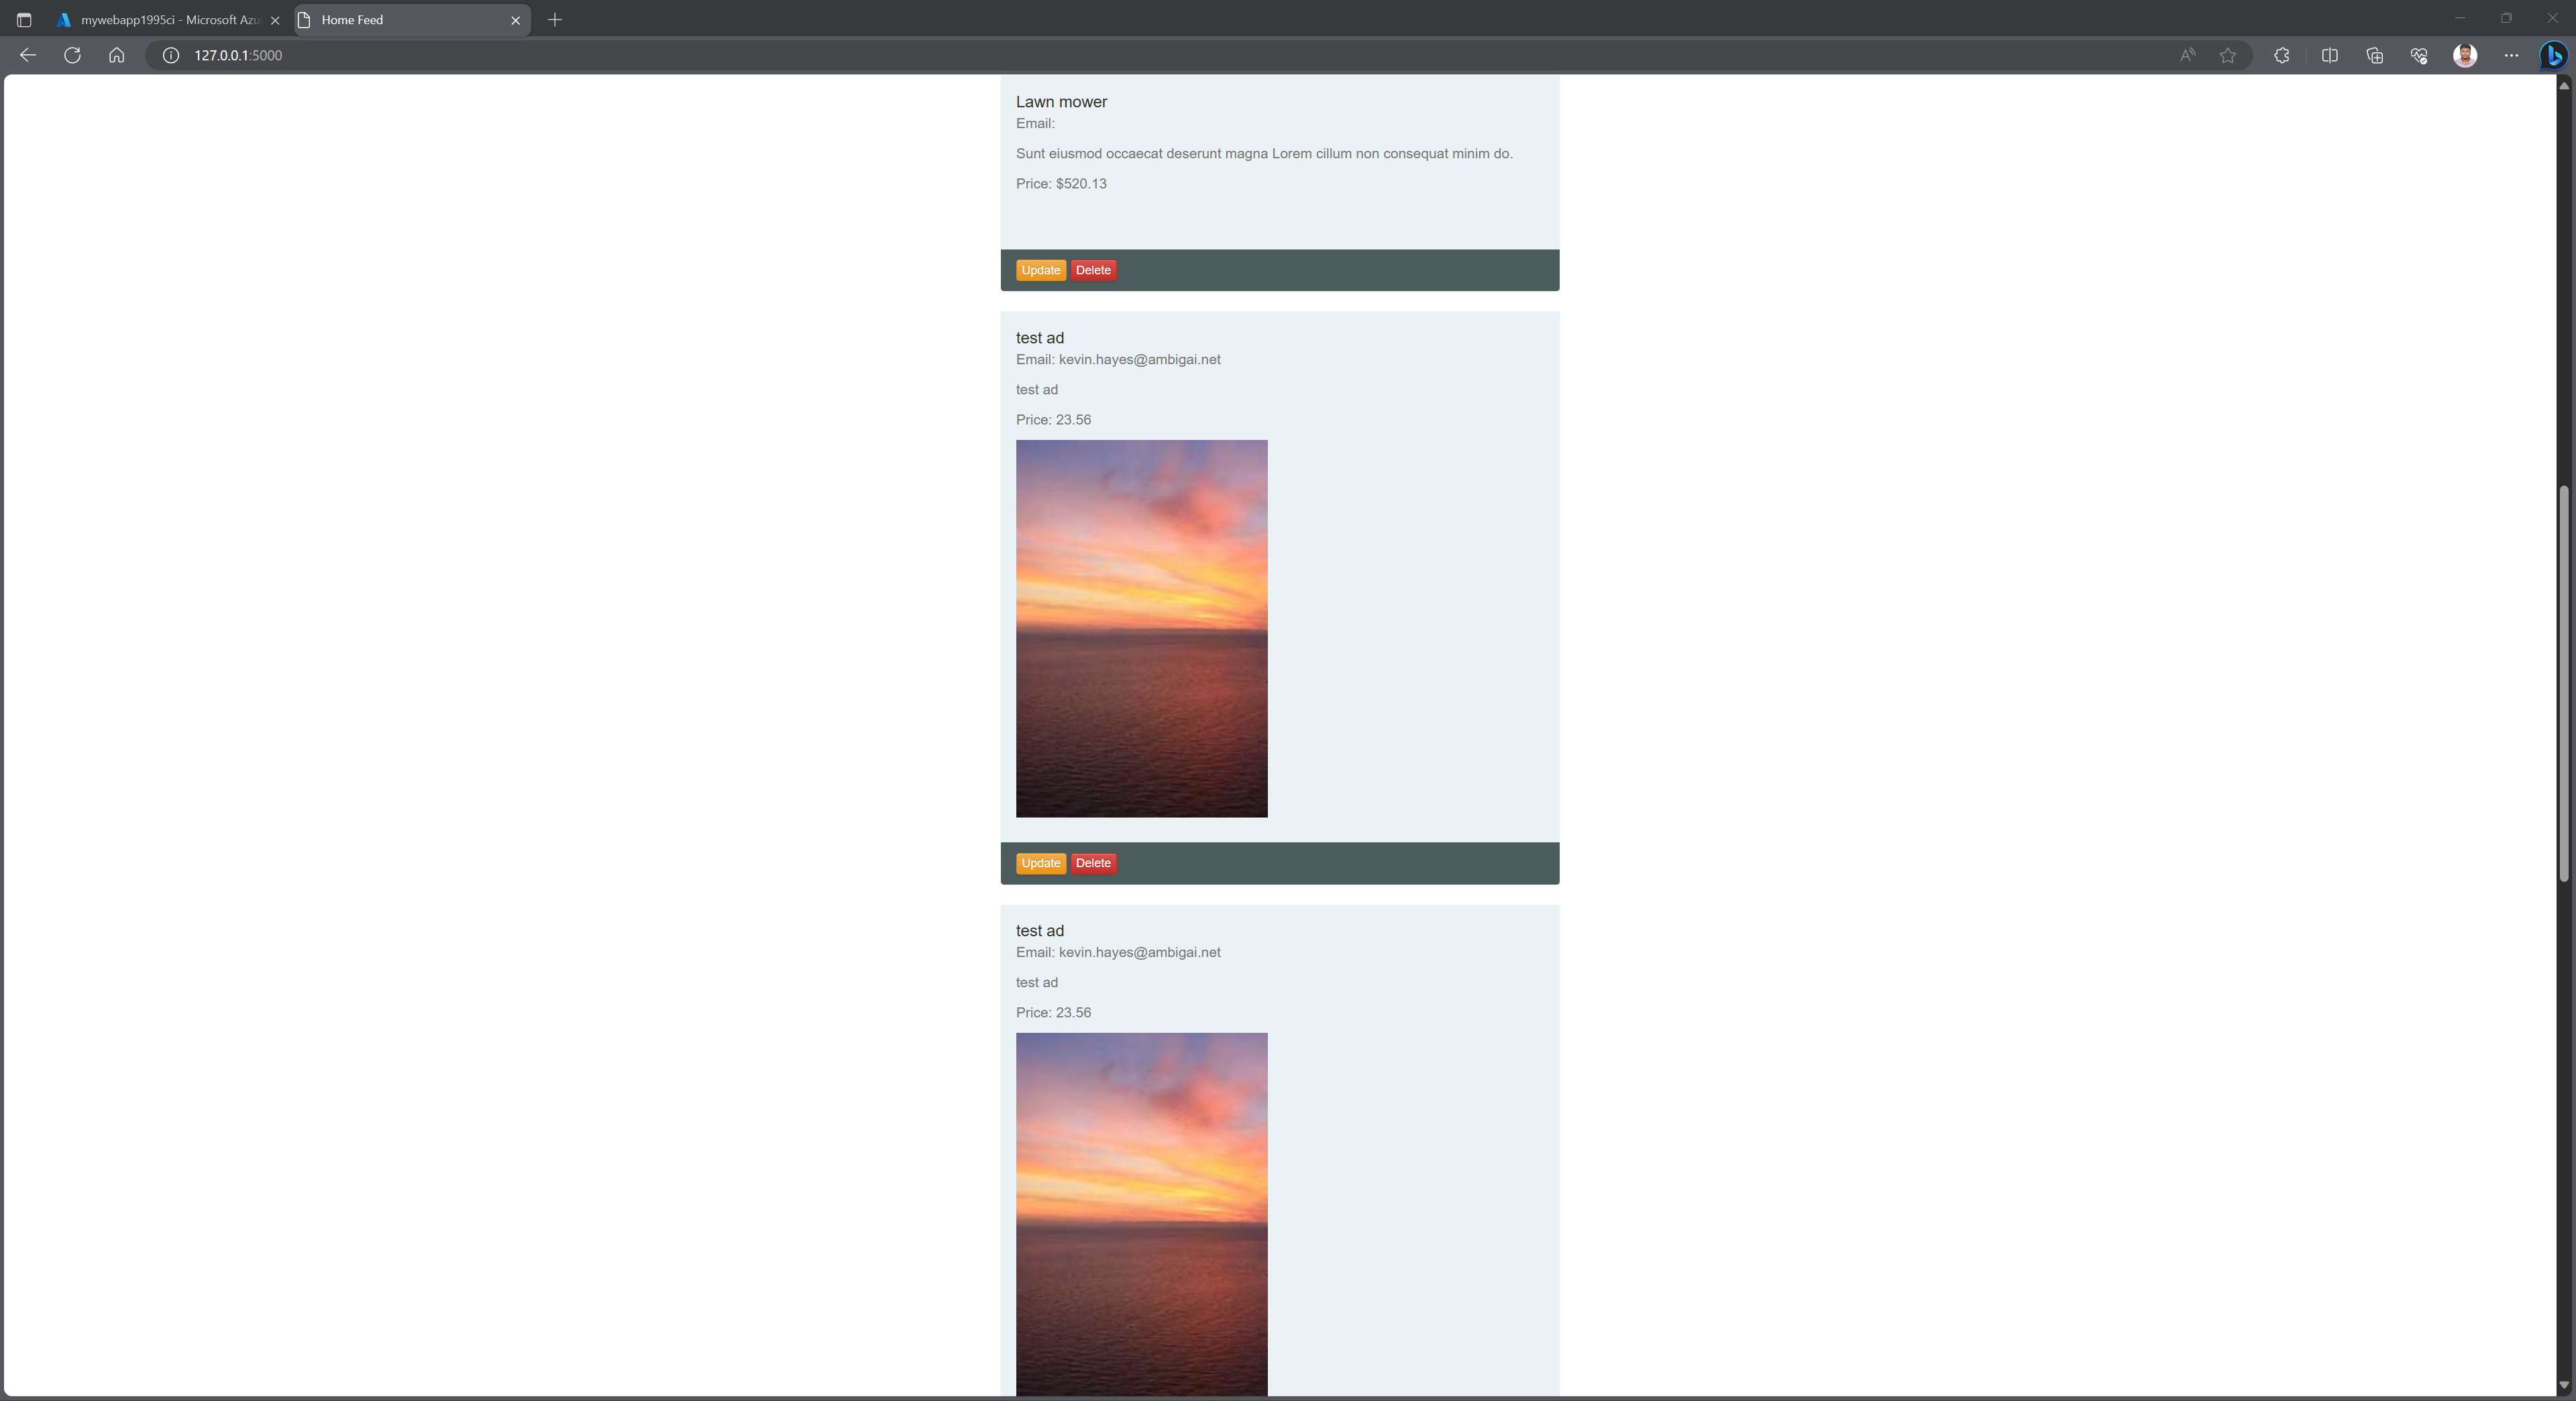 mywebapp1995ci - Microsoft Azu
Home Feed
127.0.0.1:5000
Lawn mower
Email:
Sunt eiusmod occaecat deserunt magna Lorem cillum non consequat minim do.
Price: $520.13
Update Delete
test ad
Email: kevin.hayes@ambigai.net
test ad
Price: 23.56
Update Delete
test ad
Email: kevin.hayes@ambigai.net
test ad
Price: 23.56